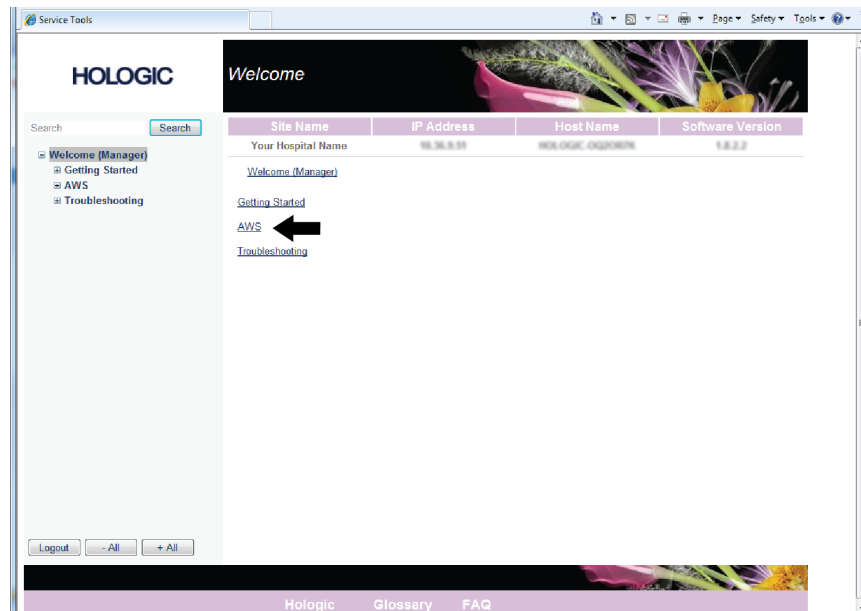 Service Tools
Page Safety Tools
HOLOGIC
Welcome
Search Search
Site Name IP Address Host Name Software Version
Your Hospital Name
Welcome (Manager)
Getting Started
AWS
Troubleshooting
Welcome (Manager)
Getting Started
AWS
Troubleshooting
Logout - All + All
Hologic Glossary FAQ